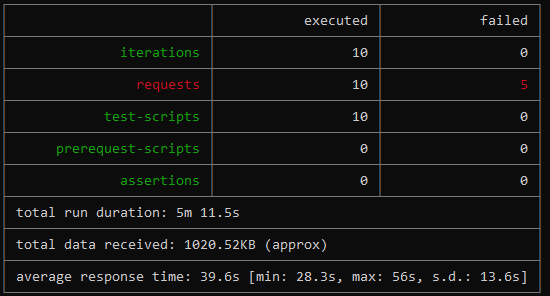 executed failed
iterations 10 0
requests 10 5
test-scripts 10 0
prerequest-scripts 0 0
assertions 0 0
total run duration: 5m 11.5s
total data received: 1020.52KB (approx)
average response time: 39.6s [min: 28.3s, max: 56s, s.d.: 13.6s]